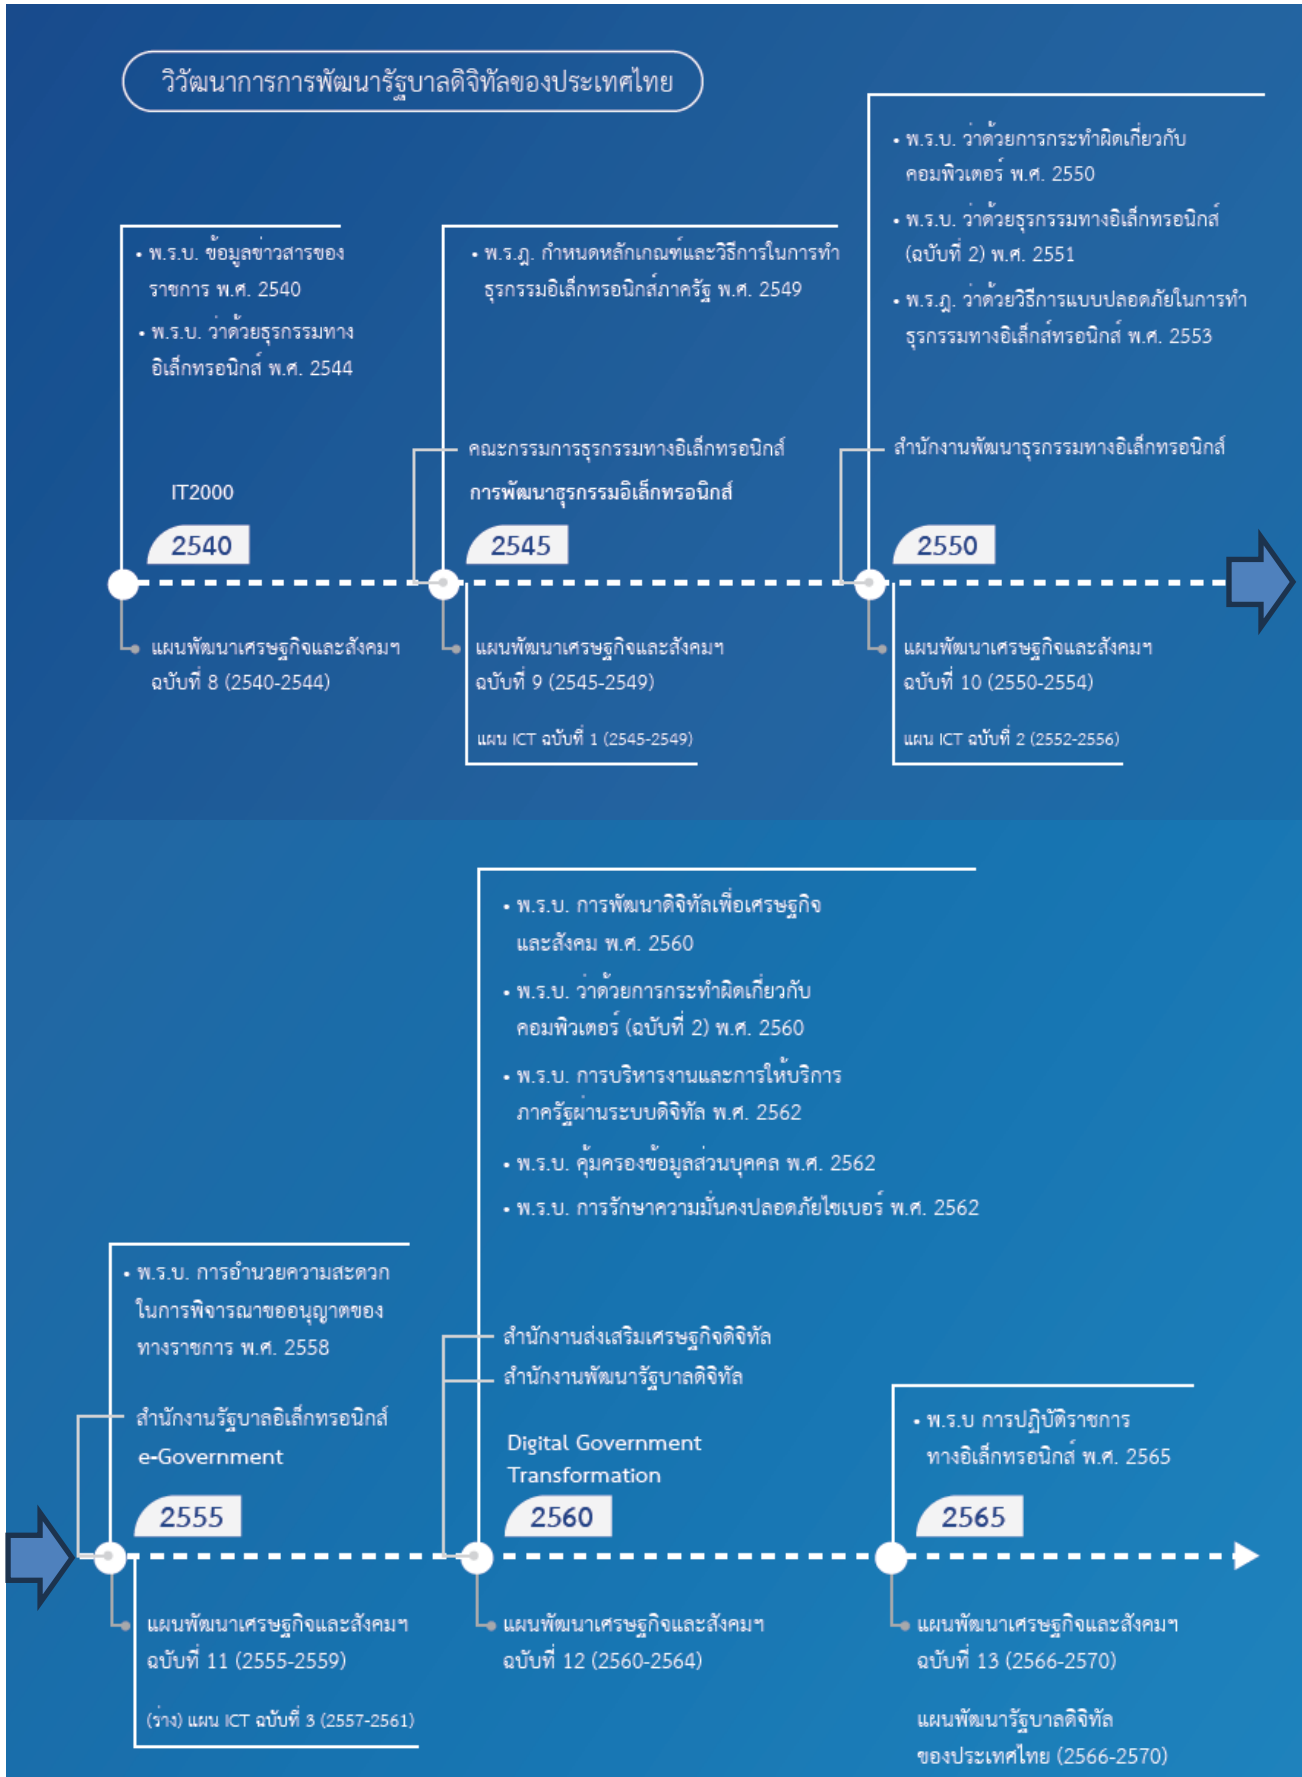 วิวัฒนาการการพัฒนารัฐบาลดิจิทัลของประเทศไทย
• พ.ร.บ. ข้อมูลข่าวสารของ
ราชการ พ.ศ. 2540
• พ.ร.บ. ว่าด้วยธุรกรรมทาง
อิเล็กทรอนิกส์ พ.ศ. 2544
IT2000
2540
แผนพัฒนาเศรษฐกิจและสังคมฯ
ฉบับที่ 8 (2540-2544)
• พ.ร.ฎ. กำหนดหลักเกณฑ์และวิธีการในการทำ
ธุรกรรมอิเล็กทรอนิกส์ภาครัฐ พ.ศ. 2549
คณะกรรมการธุรกรรมทางอิเล็กทรอนิกส์
การพัฒนาธุรกรรมอิเล็กทรอนิกส์
2545
แผนพัฒนาเศรษฐกิจและสังคมฯ
ฉบับที่ 9 (2545-2549)
แผน ICT ฉบับที่ 1 (2545-2549)
• พ.ร.บ. ว่าด้วยการกระทำผิดเกี่ยวกับ
คอมพิวเตอร์ พ.ศ. 2550
• พ.ร.บ. ว่าด้วยธุรกรรมทางอิเล็กทรอนิกส์
(ฉบับที่ 2) พ.ศ. 2551
• พ.ร.ฎ. ว่าด้วยวิธีการแบบปลอดภัยในการทำ
ธุรกรรมทางอิเล็กส์ทรอนิกส์ พ.ศ. 2553
สำนักงานพัฒนาธุรกรรมทางอิเล็กทรอนิกส์
2550
แผนพัฒนาเศรษฐกิจและสังคมฯ
ฉบับที่ 10 (2550-2554)
แผน ICT ฉบับที่ 2 (2552-2556)
• พ.ร.บ. การอำนวยความสะดวก
ในการพิจารณาขออนุญาตของ
ทางราชการ พ.ศ. 2558
สำนักงานรัฐบาลอิเล็กทรอนิกส์
e-Government
2555
แผนพัฒนาเศรษฐกิจและสังคมฯ
ฉบับที่ 11 (2555-2559)
(ร่าง) แผน ICT ฉบับที่ 3 (2557-2561)
• พ.ร.บ. การพัฒนาดิจิทัลเพื่อเศรษฐกิจ
และสังคม พ.ศ. 2560
• พ.ร.บ. ว่าด้วยการกระทำผิดเกี่ยวกับ
คอมพิวเตอร์ (ฉบับที่ 2) พ.ศ. 2560
• พ.ร.บ. การบริหารงานและการให้บริการ
ภาครัฐผ่านระบบดิจิทัล พ.ศ. 2562
• พ.ร.บ. คุ้มครองข้อมูลส่วนบุคคล พ.ศ. 2562
• พ.ร.บ. การรักษาความมั่นคงปลอดภัยไซเบอร์ พ.ศ. 2562
สำนักงานส่งเสริมเศรษฐกิจดิจิทัล
สำนักงานพัฒนารัฐบาลดิจิทัล
Digital Government
Transformation
2560
แผนพัฒนาเศรษฐกิจและสังคมฯ
ฉบับที่ 12 (2560-2564)
• พ.ร.บ การปฏิบัติราชการ
ทางอิเล็กทรอนิกส์ พ.ศ. 2565
2565
แผนพัฒนาเศรษฐกิจและสังคมฯ
ฉบับที่ 13 (2566-2570)
แผนพัฒนารัฐบาลดิจิทัล
ของประเทศไทย (2566-2570)